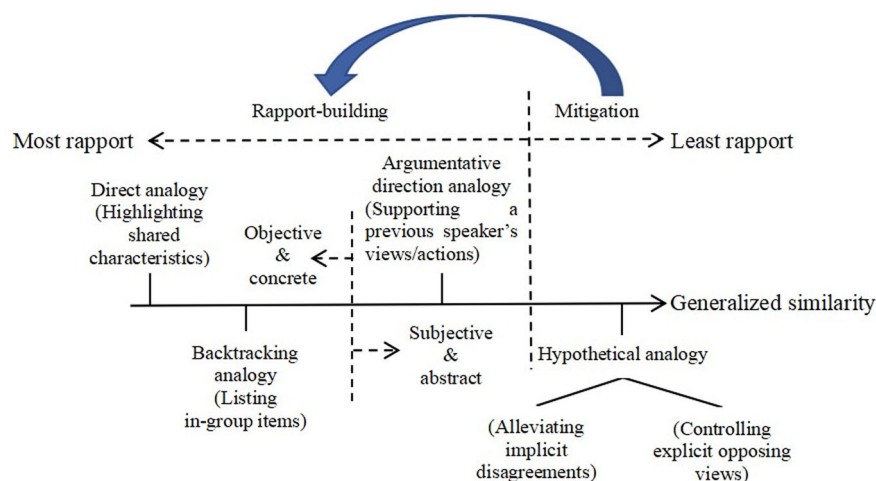 Rapport-building
Mitigation
Most rapport
Least rapport
Direct analogy
(Highlighting
shared
characteristics)
Objective
&
concrete
Argumentative
direction analogy
(Supporting a
previous speaker's
views/actions)
Generalized similarity
Backtracking
analogy
(Listing
in-group items)
Subjective
&
abstract
Hypothetical analogy
(Alleviating
implicit
disagreements)
(Controlling
explicit opposing
views)